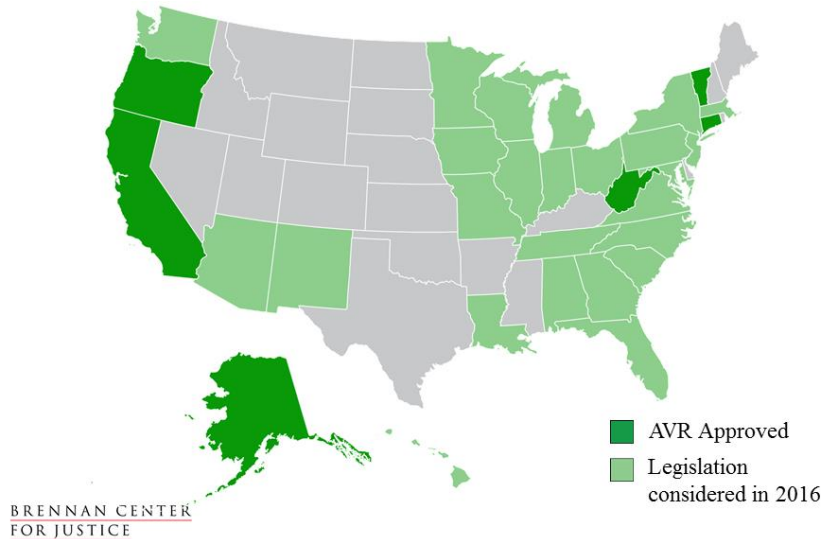 AVR Approved
Legislation
considered in 2016
BRENNAN CENTER
FOR JUSTICE